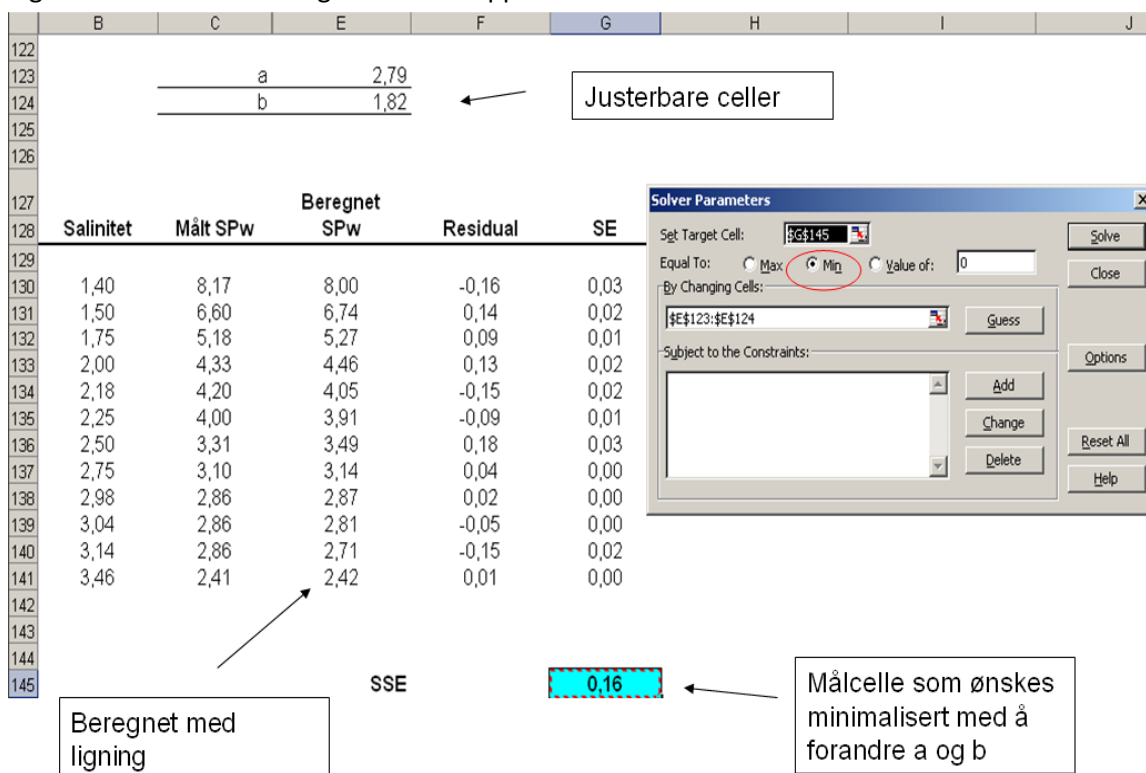 B C E F G H I J
122
123 a 2,79
124 b 1,82
Justerbare celler
125
126
127 Beregnet
128 Salinitet Målt SPw SPw Residual SE
129
130 1,40 8,17 8,00 -0,16 0,03
131 1,50 6,60 6,74 0,14 0,02
132 1,75 5,18 5,27 0,09 0,01
133 2,00 4,33 4,46 0,13 0,02
134 2,18 4,20 4,05 -0,15 0,02
135 2,25 4,00 3,91 -0,09 0,01
136 2,50 3,31 3,49 0,18 0,03
137 2,75 3,10 3,14 0,04 0,00
138 2,98 2,86 2,87 0,02 0,00
139 3,04 2,86 2,81 -0,05 0,00
140 3,14 2,86 2,71 -0,15 0,02
141 3,46 2,41 2,42 0,01 0,00
142
143
144
145 SSE 0,16
Solver Parameters
Set Target Cell: $G$145 Solve
Equal To: Max Min Value of: 0 Close
By Changing Cells:
$E$123:$E$124 Guess
Subject to the Constraints: Options
Add
Change
Reset All
Delete
Help
Beregnet med
ligning
Målcelle som ønskes
minimalisert med å
forandre a og b